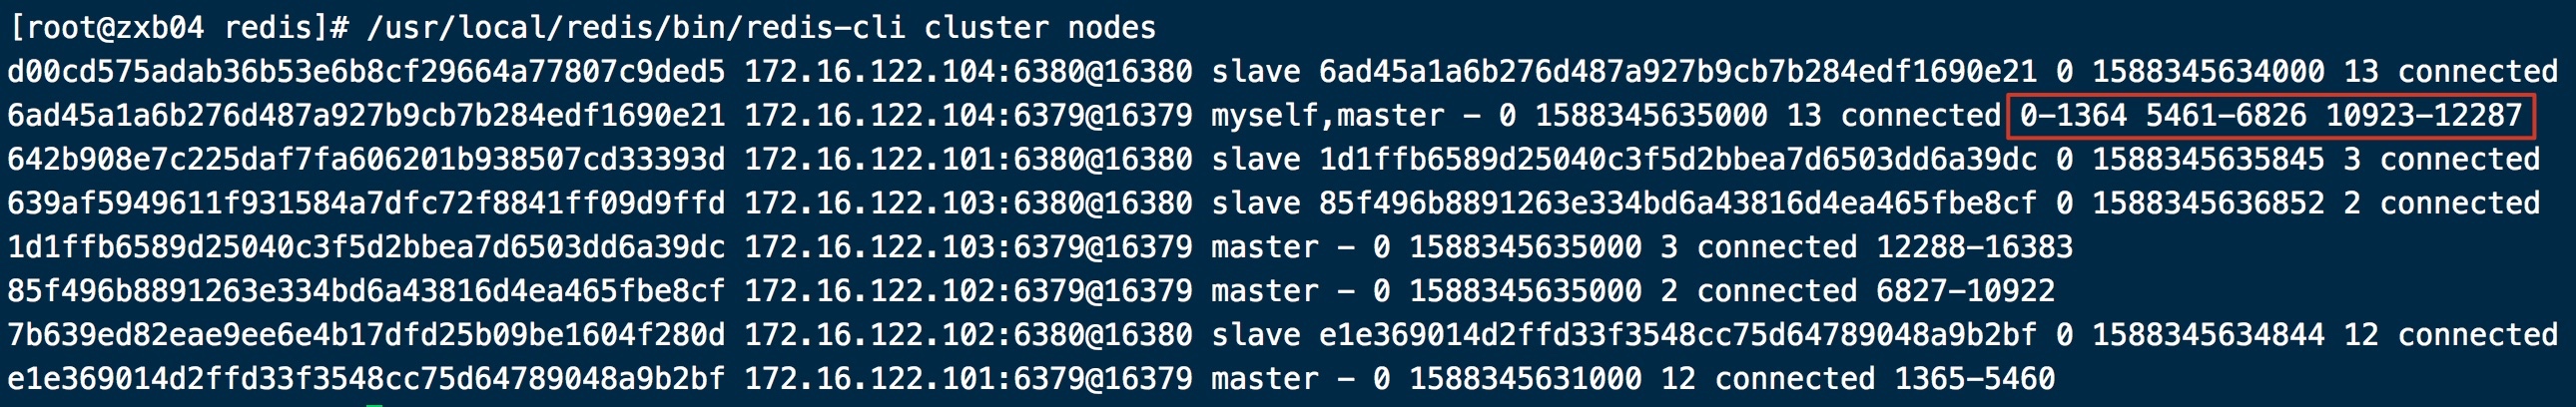 [root@zxb04 redis]# /usr/local/redis/bin/redis-cli cluster nodes
d00cd575adab36b53e6b8cf29664a77807c9ded5 172.16.122.104:6380@16380 slave 6ad45a1a6b276d487a927b9cb7b284edf1690e21 0 1588345634000 13 connected
6ad45a1a6b276d487a927b9cb7b284edf1690e21 172.16.122.104:6379@16379 myself,master - 0 1588345635000 13 connected 0-1364 5461-6826 10923-12287
642b908e7c225daf7fa606201b938507cd33393d 172.16.122.101:6380@16380 slave 1d1ffb6589d25040c3f5d2bbea7d6503dd6a39dc 0 1588345635845 3 connected
639af5949611f931584a7dfc72f8841ff09d9ffd 172.16.122.103:6380@16380 slave 85f496b8891263e334bd6a43816d4ea465fbe8cf 0 1588345636852 2 connected
1d1ffb6589d25040c3f5d2bbea7d6503dd6a39dc 172.16.122.103:6379@16379 master - 0 1588345635000 3 connected 12288-16383
85f496b8891263e334bd6a43816d4ea465fbe8cf 172.16.122.102:6379@16379 master - 0 1588345635000 2 connected 6827-10922
7b639ed82eae9ee6e4b17dfd25b09be1604f280d 172.16.122.102:6380@16380 slave e1e369014d2ffd33f3548cc75d64789048a9b2bf 0 1588345634844 12 connected
e1e369014d2ffd33f3548cc75d64789048a9b2bf 172.16.122.101:6379@16379 master - 0 1588345631000 12 connected 1365-5460